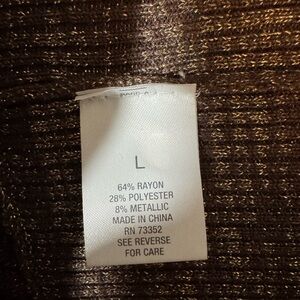 L
64% RAYON
28% POLYESTER
8% METALLIC
MADE IN CHINA
RN 73352
SEE REVERSE
FOR CARE